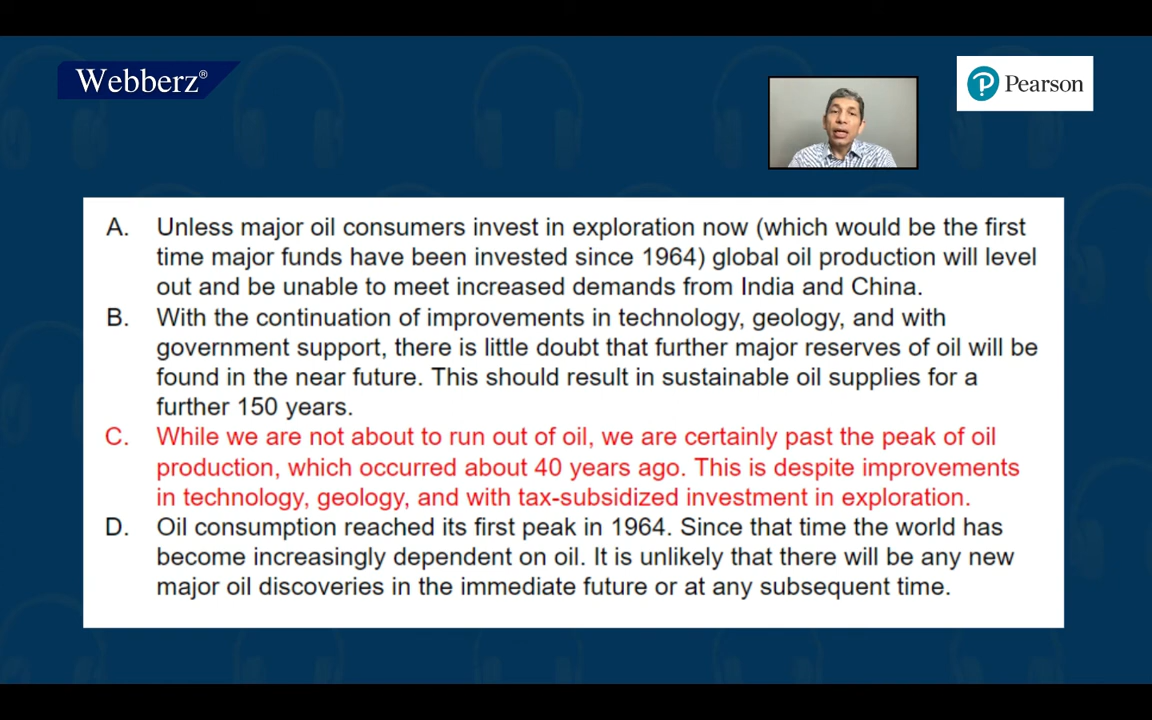 Webberz®
Pearson
A. Unless major oil consumers invest in exploration now (which would be the first
time major funds have been invested since 1964) global oil production will level
out and be unable to meet increased demands from India and China.
B. With the continuation of improvements in technology, geology, and with
government support, there is little doubt that further major reserves of oil will be
found in the near future. This should result in sustainable oil supplies for a
further 150 years.
C. While we are not about to run out of oil, we are certainly past the peak of oil
production, which occurred about 40 years ago. This is despite improvements
in technology, geology, and with tax-subsidized investment in exploration.
D. Oil consumption reached its first peak in 1964. Since that time the world has
become increasingly dependent on oil. It is unlikely that there will be any new
major oil discoveries in the immediate future or at any subsequent time.